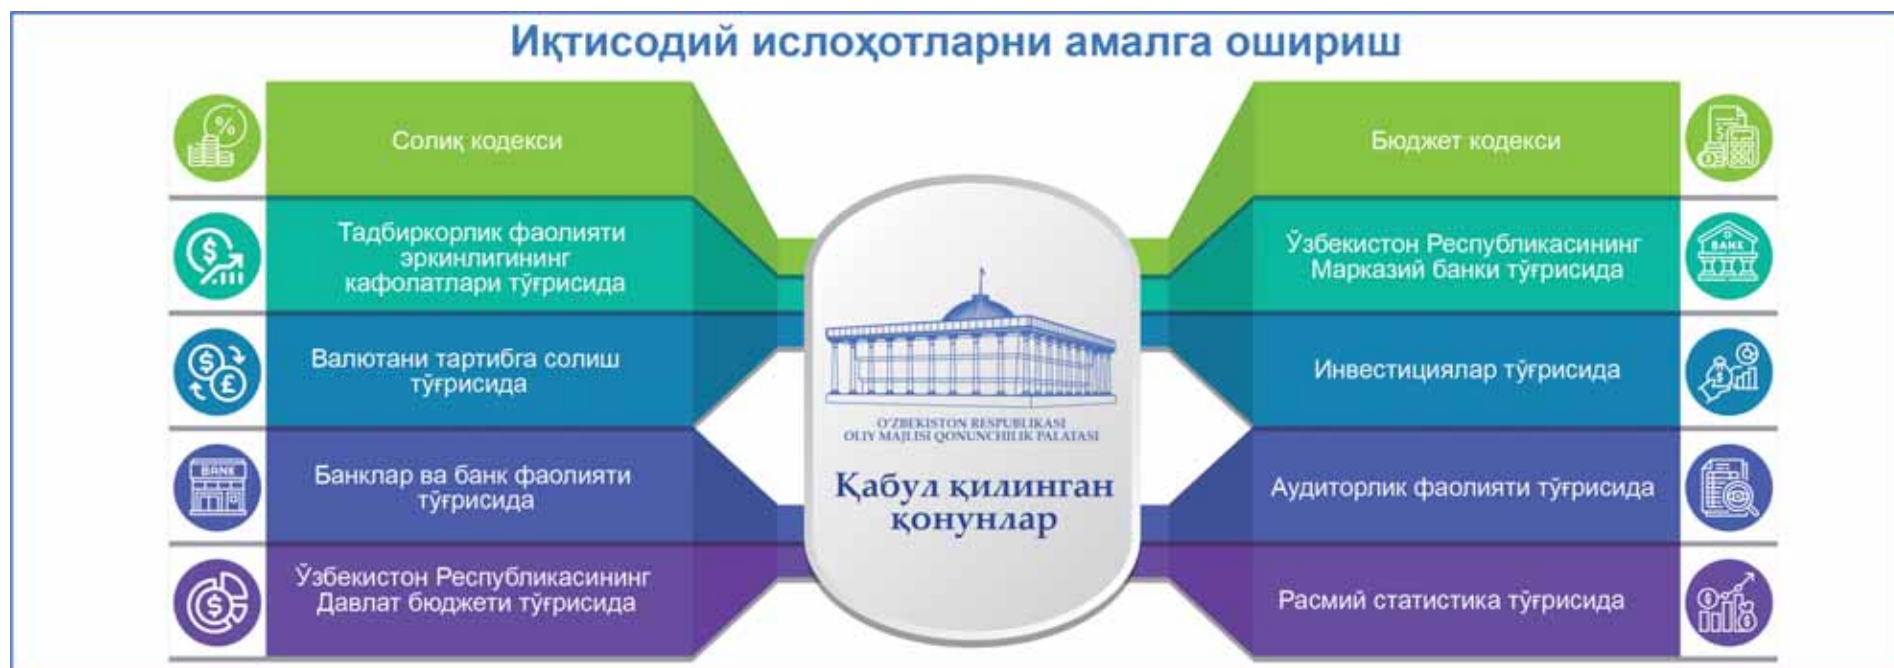 Иқтисодий ислоҳотларни амалга ошириш
Солиқ кодекси
Тадбиркорлик фаолияти
эркинлигининг
кафолатлари тўғрисида
Валютани тартибга солиш
тўғрисида
BANK
Банклар ва банк фаолияти
тўғрисида
Ўзбекистон Республикасининг
Давлат бюджети тўғрисида
O‘ZBEKISTON RESPUBLIKASI
OLIY MAJLISI QONUNCHILIK PALATASI
Қабул қилинган
қонунлар
Бюджет кодекси
Ўзбекистон Республикасининг
Марказий банки тўғрисида
BANK
Инвестициялар тўғрисида
Аудиторлик фаолияти тўғрисида
Расмий статистика тўғрисида